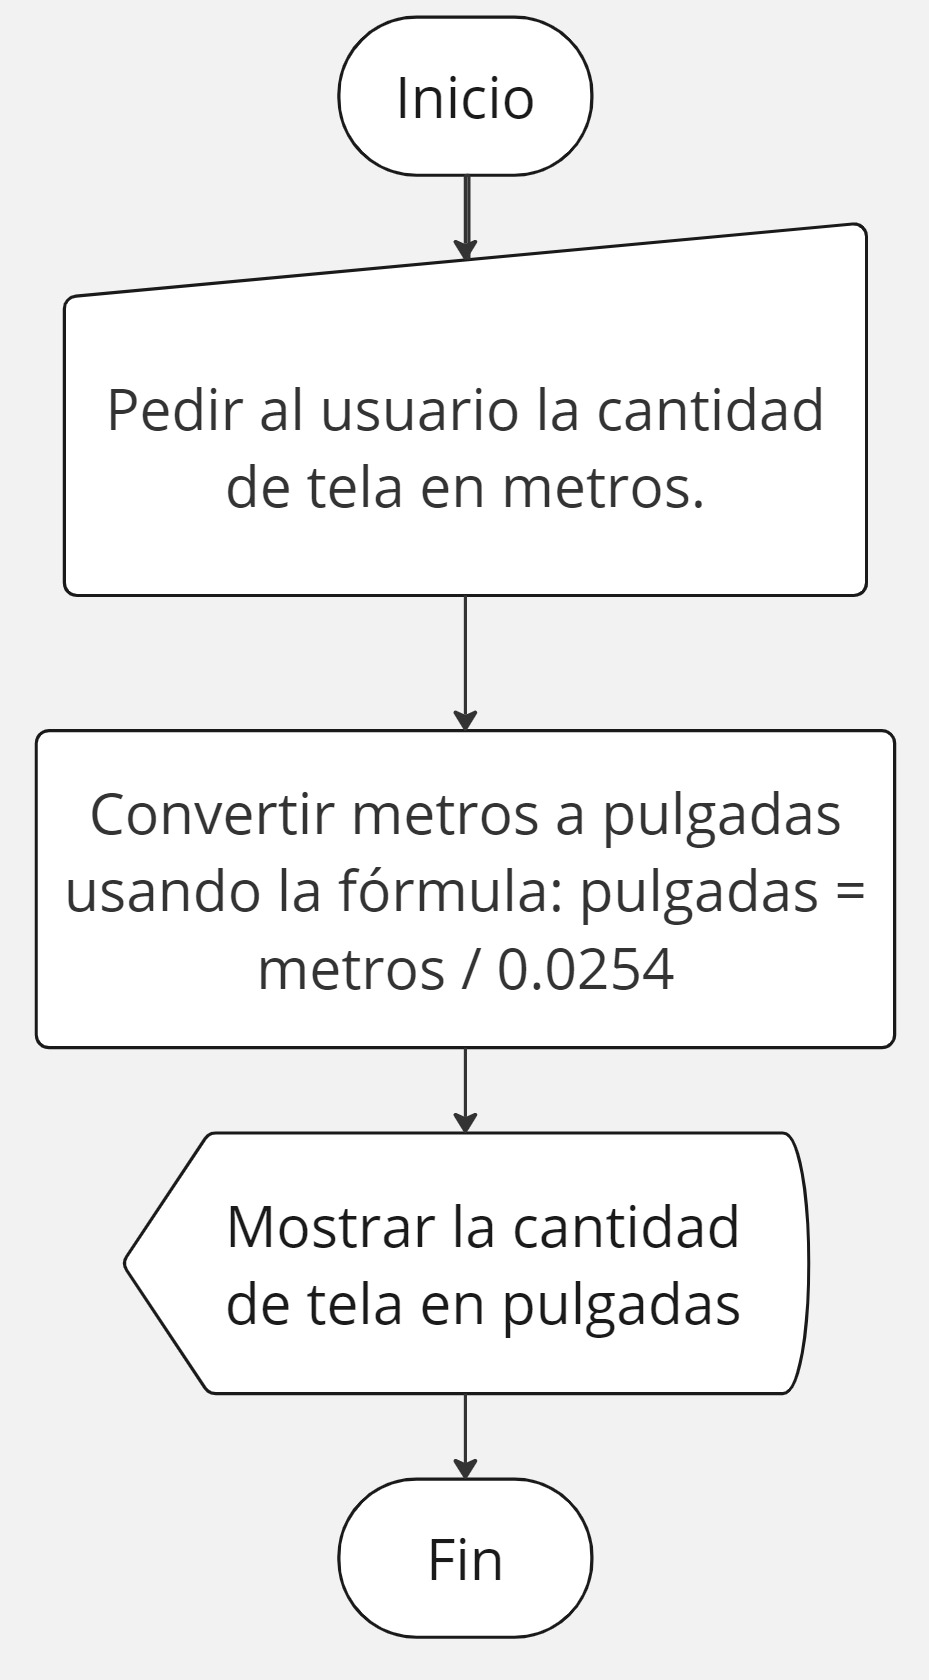 Inicio
Pedir al usuario la cantidad
de tela en metros.
Convertir metros a pulgadas
usando la fórmula: pulgadas =
metros / 0.0254
Mostrar la cantidad
de tela en pulgadas
Fin